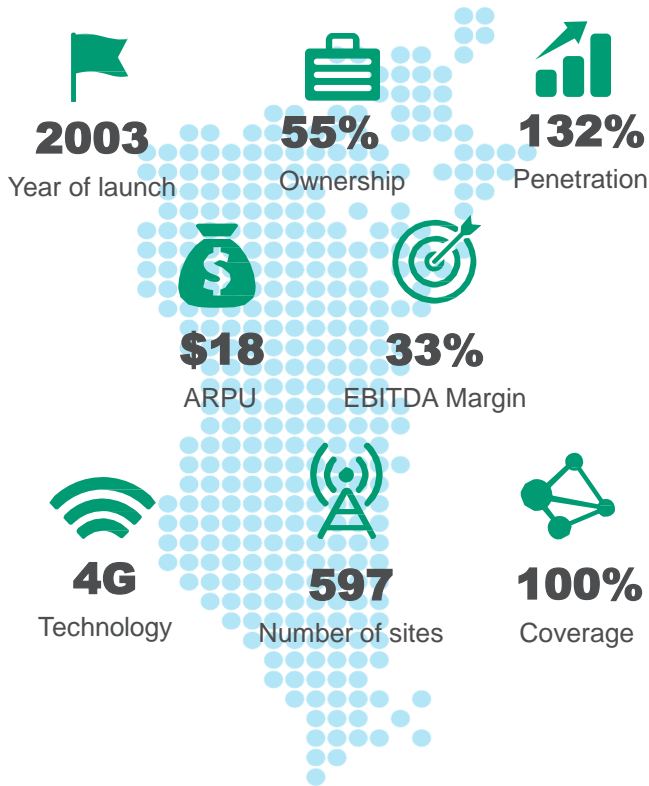 2003
55%
132%
Year of launch
Ownership
Penetration
$
$18
33%
ARPU
EBITDA Margin
4G
597
100%
Technology
Number of sites
Coverage